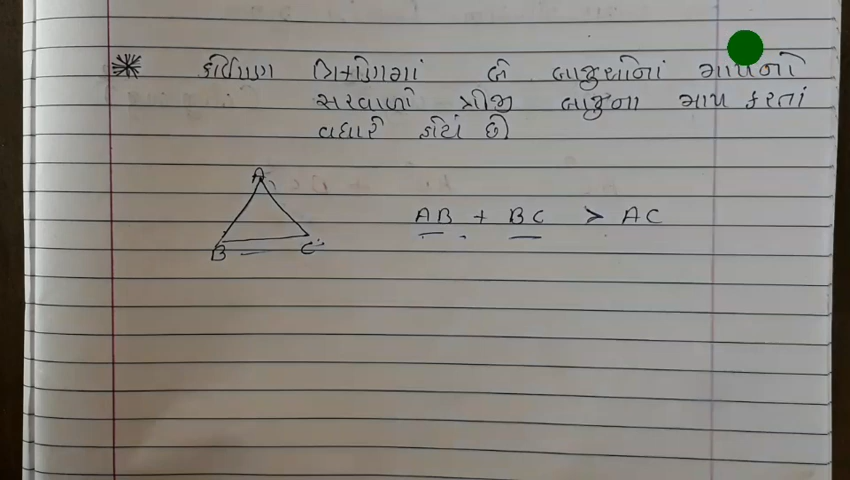 * કોઈપણ ત્રિકોણમાં બે બાજુઓનાં માપનો
સરવાળો ત્રીજી બાજુના માપ કરતાં
વધારે હોય છે
A
AB + BC > AC
B C